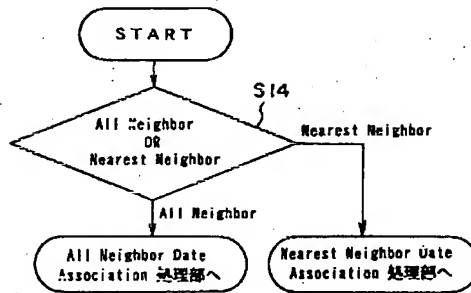 START
S14
All Neighbor
OR
Nearest Neighbor
Nearest Neighbor
All Neighbor
All Neighbor Date
Association 処理部へ
Nearest Neighbor Date
Association 処理部へ